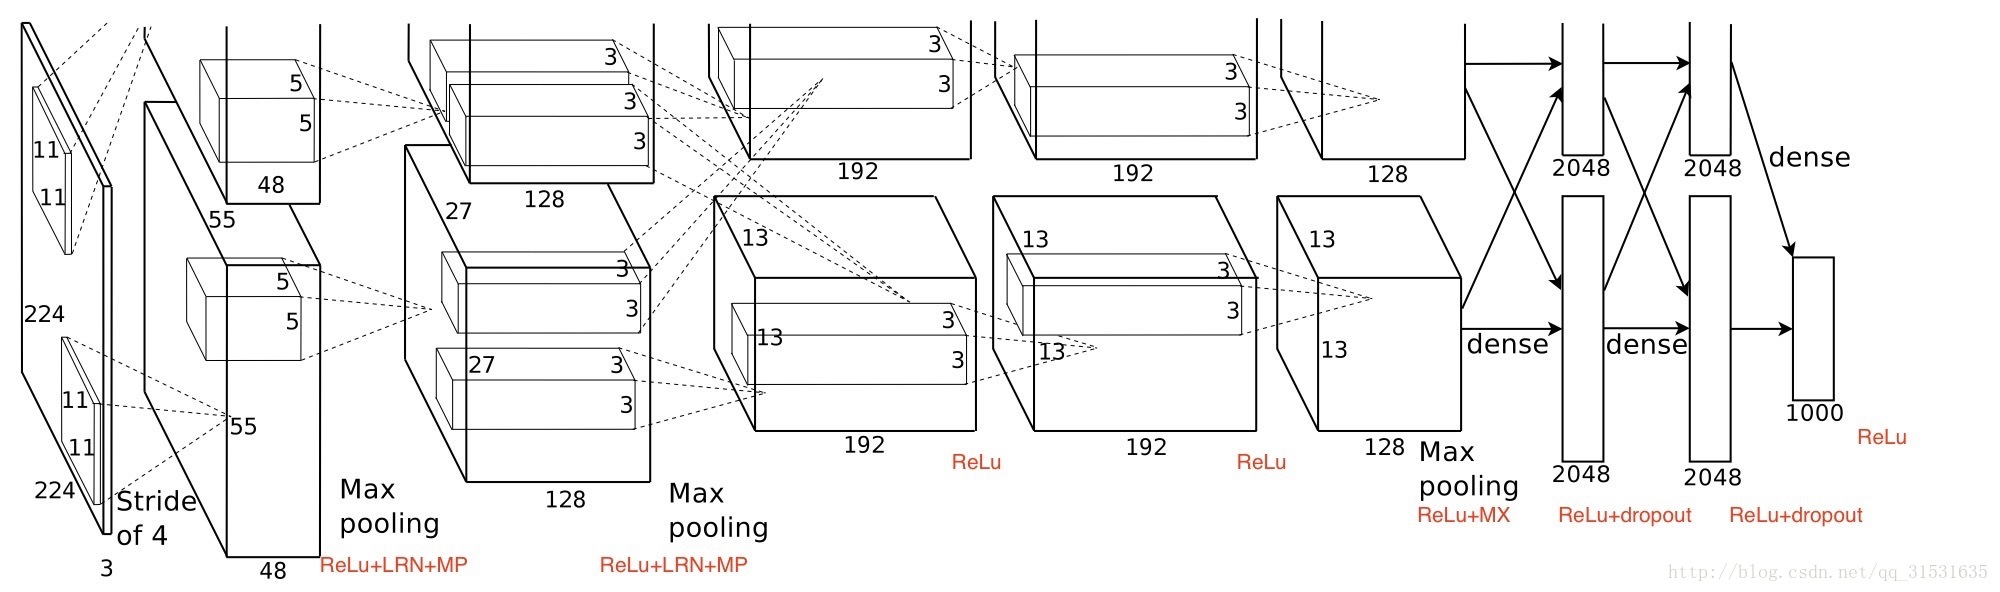 3
3
3
5
3
3
3
3
5
3
11
3
dense
192
192
128
2048
2048
48
128
11
27
55
13
13
13
5
3
3
3
3
224
5
3
3
13
13
13
27
3
3
dense
dense
11
1000
55
192
192
128
ReLu
11
Max
pooling
ReLu
ReLu
2048
2048
224
Stride
of 4
Max
pooling
128
Max
pooling
ReLu+MX
ReLu+dropout
ReLu+dropout
3
48
ReLu+LRN+MP
ReLu+LRN+MP
http://blog.csdn.net/qq_31531635